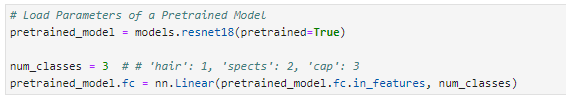 # Load Parameters of a Pretrained Model
pretrained_model = models.resnet18(pretrained=True)
num_classes = 3  # # 'hair': 1, 'spects': 2, 'cap': 3
pretrained_model.fc = nn.Linear(pretrained_model.fc.in_features, num_classes)